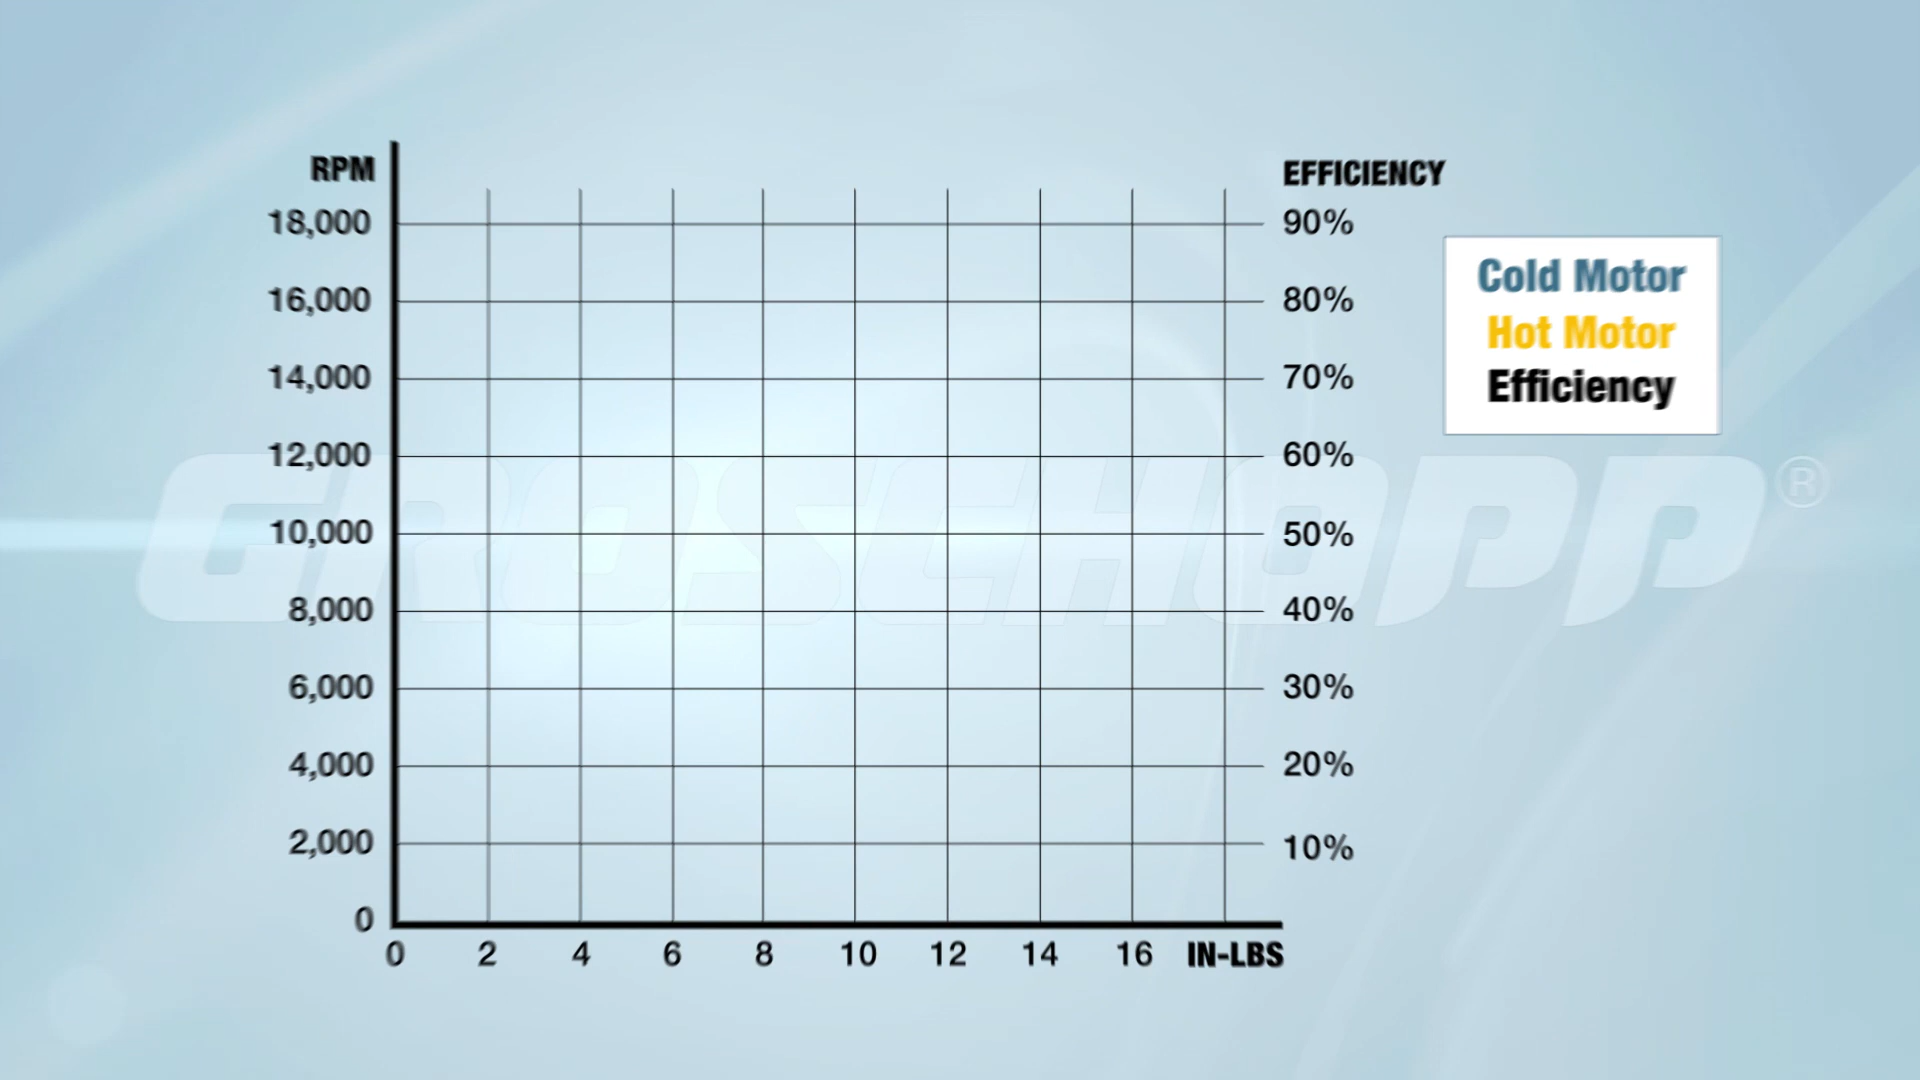 RPM
EFFICIENCY
18,000
90%
16,000
80%
14,000
70%
12,000
60%
10,000
50%
8,000
40%
6,000
30%
4,000
20%
2,000
10%
0
0 2 4 6 8 10 12 14 16 IN-LBS
Cold Motor
Hot Motor
Efficiency
GROSCHOPP®